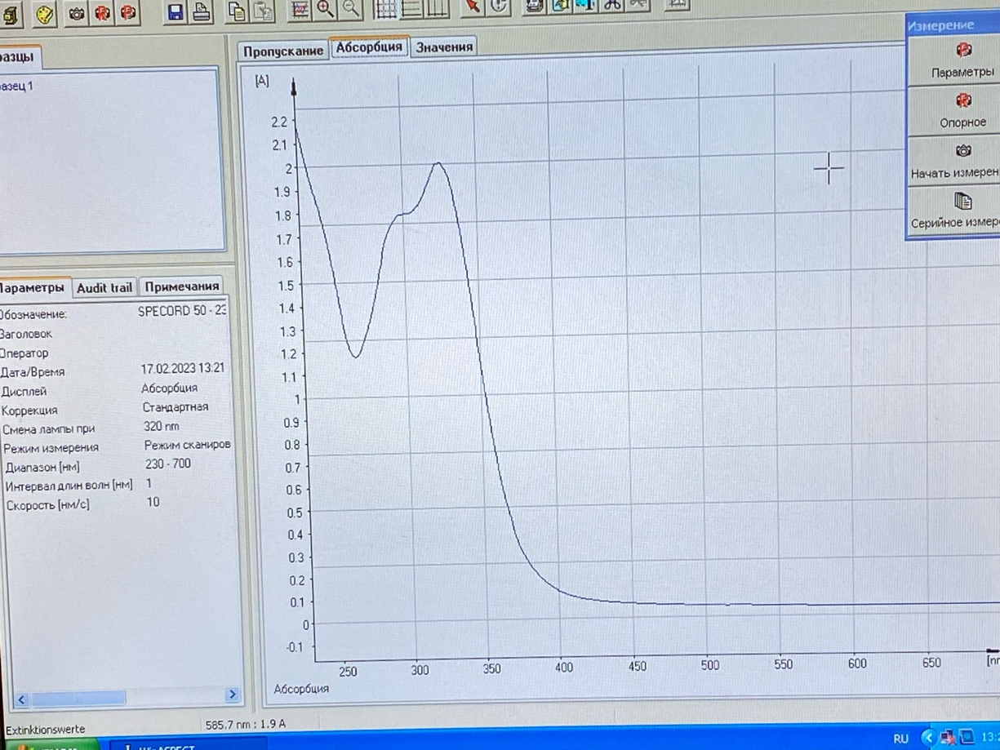 Пропускание Абсорбция Значения
Измерение
Параметры
Опорное
Начать измерен
Серийное измер
азцы
азец 1
[A]
2.2
2.1
2
1.9
1.8
1.7
1.6
1.5
1.4
1.3
1.2
1.1
1
0.9
0.8
0.7
0.6
0.5
0.4
0.3
0.2
0.1
0
-0.1
250 300 350 400 450 500 550 600 650 [nm
Абсорбция
Параметры Audit trail Примечания
Обозначение: SPECORD 50 - 23
Заголовок
Оператор
Дата/Время 17.02.2023 13:21
Дисплей Абсорбция
Коррекция Стандартная
Смена лампы при 320 nm
Режим измерения Режим сканиров
Диапазон [нм] 230 - 700
Интервал длин волн [нм] 1
Скорость [нм/с] 10
Extinktionswerte 585.7 nm : 1.9 A
RU